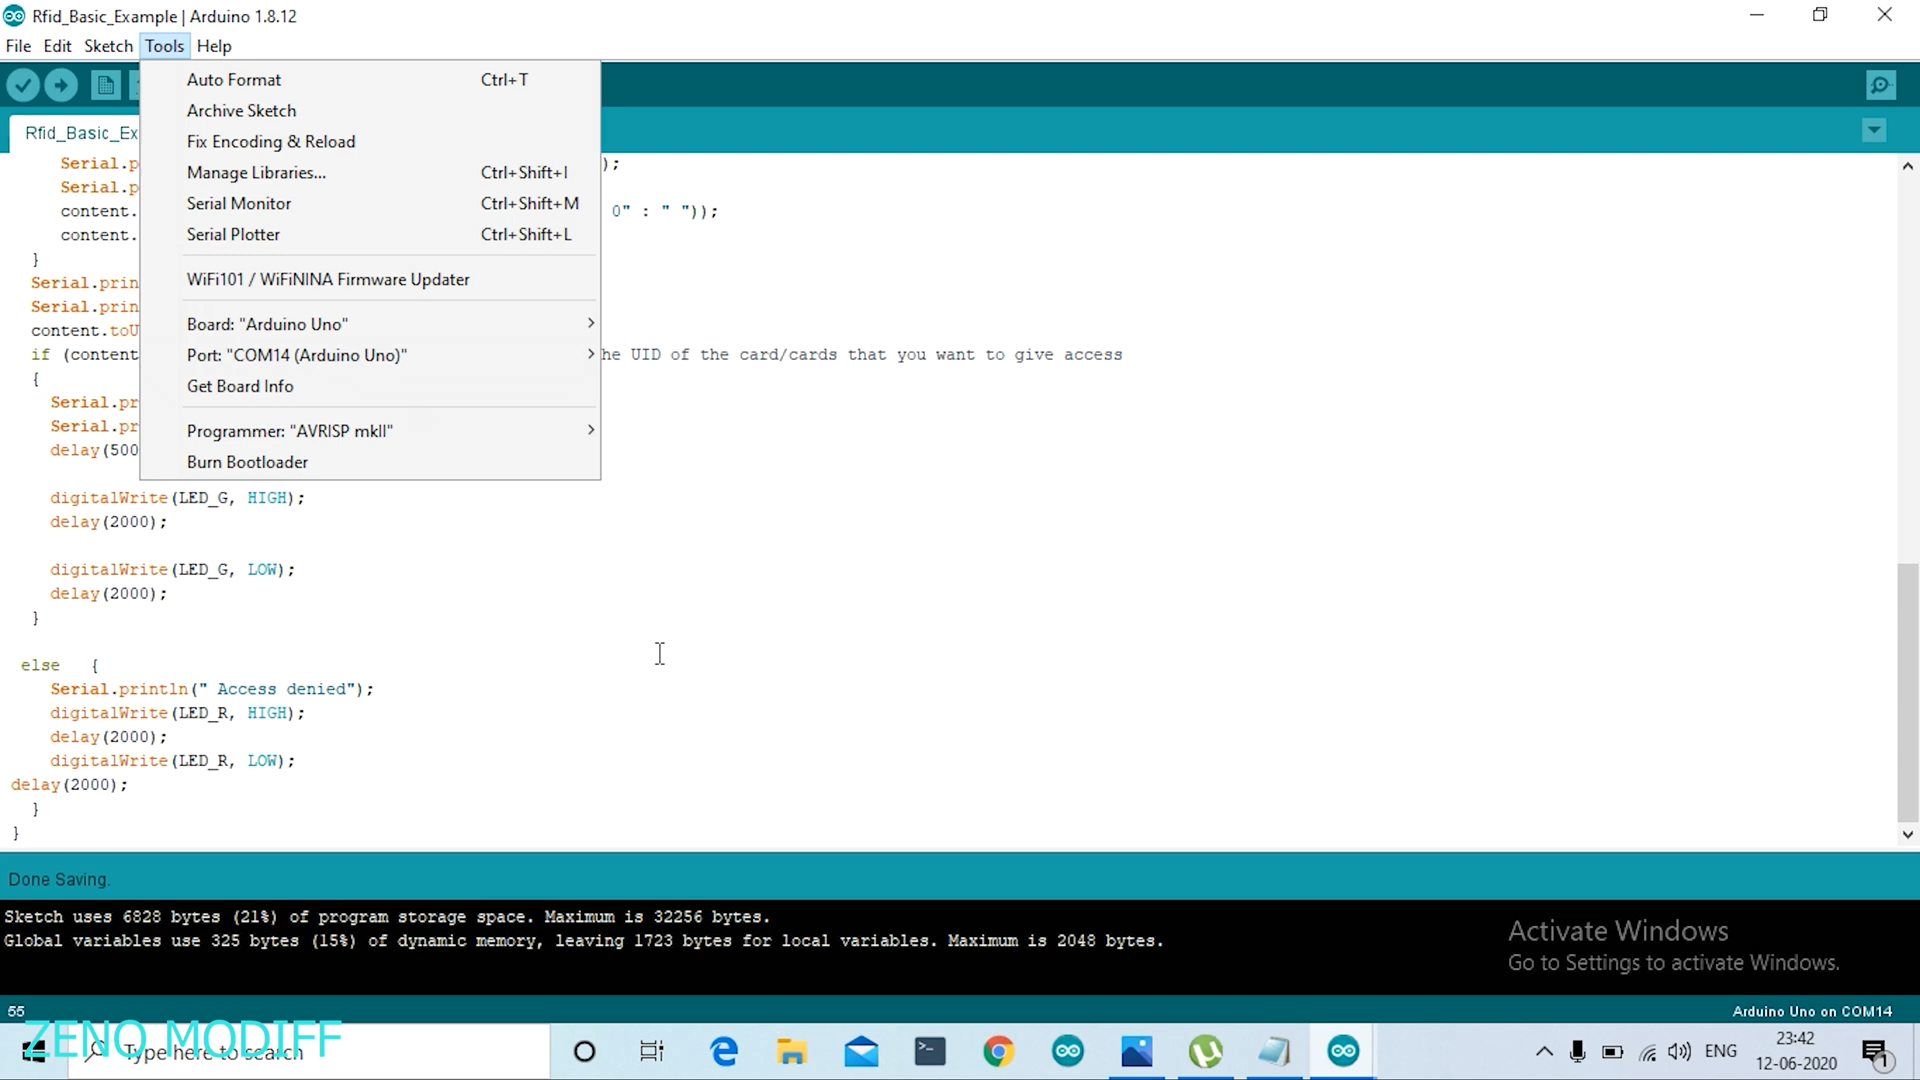 Rfid_Basic_Example | Arduino 1.8.12
File Edit Sketch Tools Help
Auto Format Ctrl+T
Archive Sketch
Rfid_Basic_Ex
Fix Encoding & Reload
Serial.p );
Manage Libraries... Ctrl+Shift+I
Serial.p
Serial Monitor Ctrl+Shift+M
content. 0" : " "));
Serial Plotter Ctrl+Shift+L
content.
}
WiFi101 / WiFiNINA Firmware Updater
Serial.prin
Serial.prin
Board: "Arduino Uno"
content.toU
Port: "COM14 (Arduino Uno)"
if (content he UID of the card/cards that you want to give access
{
Get Board Info
Serial.pr
Serial.pr
Programmer: "AVRISP mkII"
delay(500
Burn Bootloader
digitalWrite(LED_G, HIGH);
delay(2000);
digitalWrite(LED_G, LOW);
delay(2000);
}
else {
Serial.println(" Access denied");
digitalWrite(LED_R, HIGH);
delay(2000);
digitalWrite(LED_R, LOW);
delay(2000);
}
}
Done Saving.
Sketch uses 6828 bytes (21%) of program storage space. Maximum is 32256 bytes.
Global variables use 325 bytes (15%) of dynamic memory, leaving 1723 bytes for local variables. Maximum is 2048 bytes.
Activate Windows
Go to Settings to activate Windows.
55
Arduino Uno on COM14
ZENO MODIFF
Type here to search
ENG
23:42
12-06-2020
1